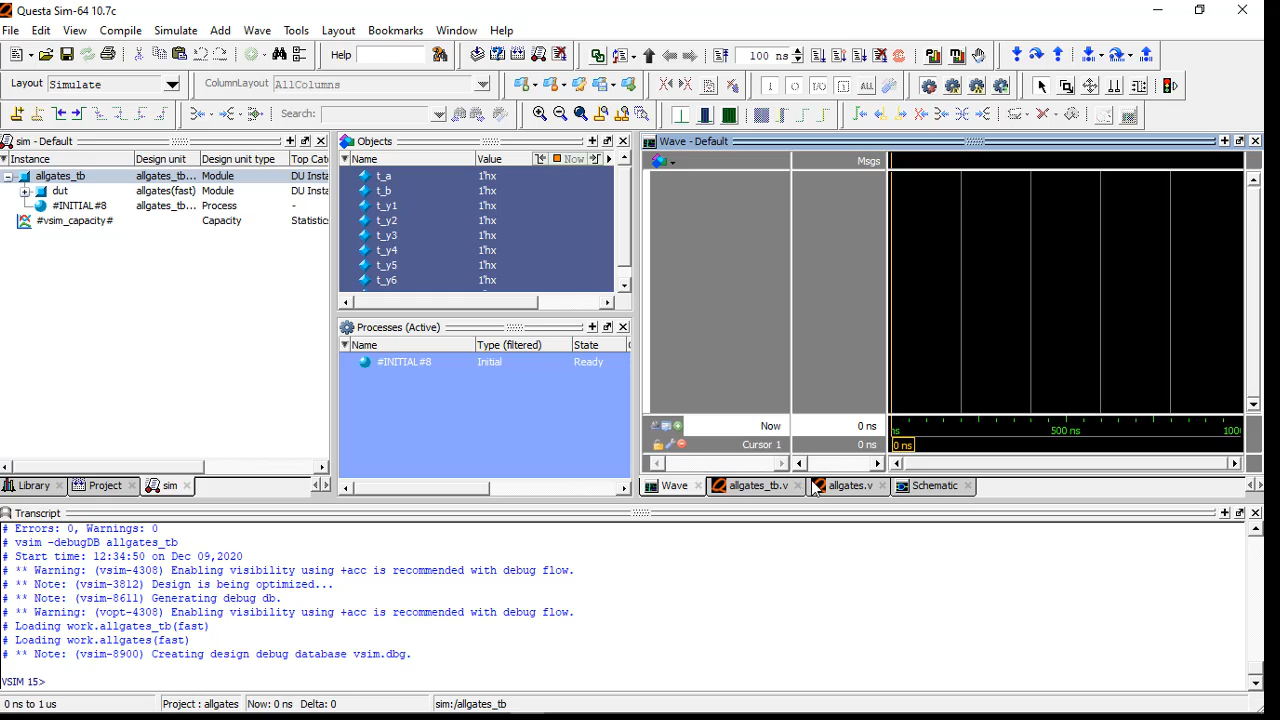 Questa Sim-64 10.7c
File Edit View Compile Simulate Add Wave Tools Layout Bookmarks Window Help
Help 100 ns
Layout Simulate ColumnLayout AllColumns
Search:
sim - Default
Instance Design unit Design unit type Top Cate
allgates_tb allgates_tb... Module DU Insta
dut allgates(fast) Module DU Insta
#INITIAL#8 allgates_tb... Process -
#vsim_capacity# Capacity Statistic
Objects
Name Value Now
t_a 1'hx
t_b 1'hx
t_y1 1'hx
t_y2 1'hx
t_y3 1'hx
t_y4 1'hx
t_y5 1'hx
t_y6 1'hx
Processes (Active)
Name Type (filtered) State
#INITIAL#8 Initial Ready
Wave - Default
Msgs
Now 0 ns
Cursor 1 0 ns
ns 500 ns 100
0 ns
Library Project sim
Wave allgates_tb.v allgates.v Schematic
Transcript
# Errors: 0, Warnings: 0
# vsim -debugDB allgates_tb
# Start time: 12:34:50 on Dec 09,2020
# ** Warning: (vsim-4308) Enabling visibility using +acc is recommended with debug flow.
# ** Note: (vsim-3812) Design is being optimized...
# ** Note: (vsim-8611) Generating debug db.
# ** Warning: (vopt-4308) Enabling visibility using +acc is recommended with debug flow.
# Loading work.allgates_tb(fast)
# Loading work.allgates(fast)
# ** Note: (vsim-8900) Creating design debug database vsim.dbg.
VSIM 15>
0 ns to 1 us Project : allgates Now: 0 ns Delta: 0 sim:/allgates_tb